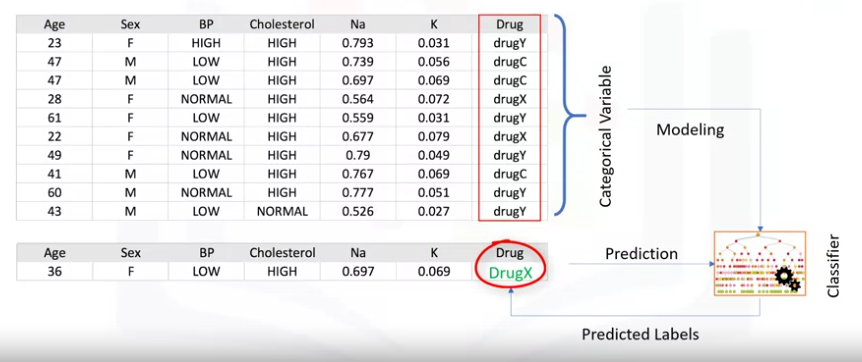 Age Sex BP Cholesterol Na K Drug
23 F HIGH HIGH 0.793 0.031 drugY
47 M LOW HIGH 0.739 0.056 drugC
47 M LOW HIGH 0.697 0.069 drugC
28 F NORMAL HIGH 0.564 0.072 drugX
61 F LOW HIGH 0.559 0.031 drugY
22 F NORMAL HIGH 0.677 0.079 drugX
49 F NORMAL HIGH 0.79 0.049 drugY
41 M LOW HIGH 0.767 0.069 drugC
60 M NORMAL HIGH 0.777 0.051 drugY
43 M LOW NORMAL 0.526 0.027 drugY
Categorical Variable
Modeling
Age Sex BP Cholesterol Na K Drug
36 F LOW HIGH 0.697 0.069 DrugX
Prediction
Classifier
Predicted Labels